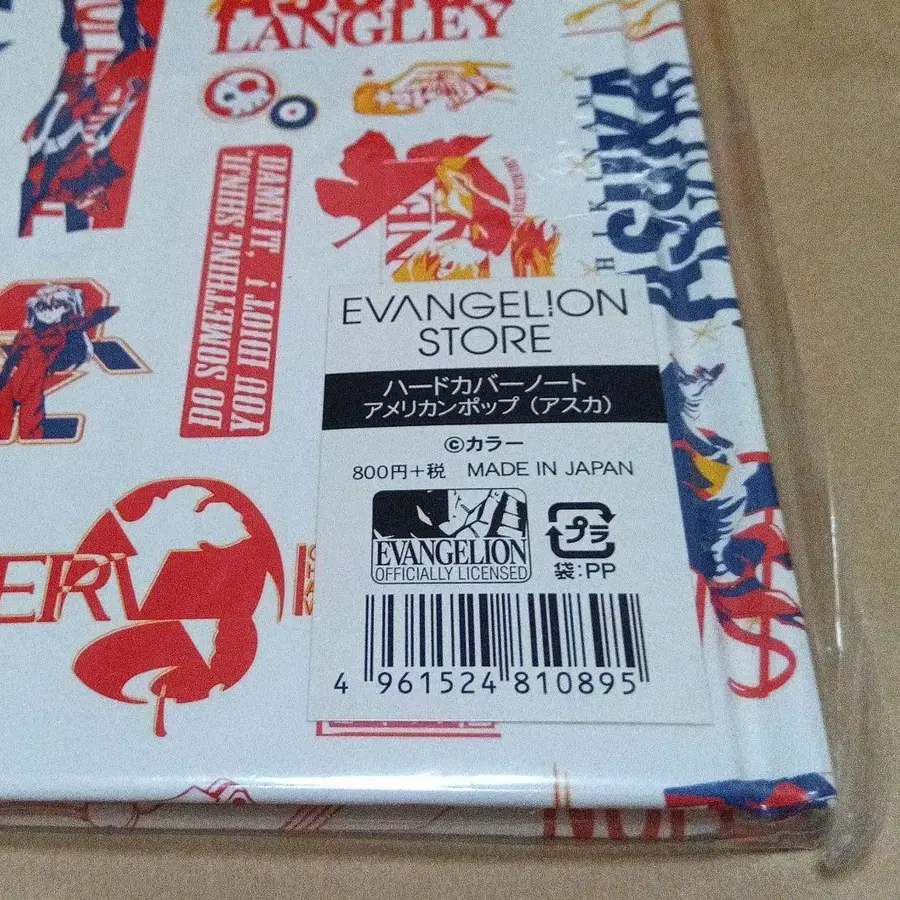 LANGLEY
DAMN IT, SHINJI.
DO SOMETHING
YOU IDIOT!
NE
HIKINAMA
ASUKA
NERV
EVANGELION
STORE
ハードカバーノート
アメリカンポップ(アスカ)
©カラー
800円+税 MADE IN JAPAN
EVANGELION
OFFICIALLY LICENSED
プラ
袋:PP
4 961524 810895
$